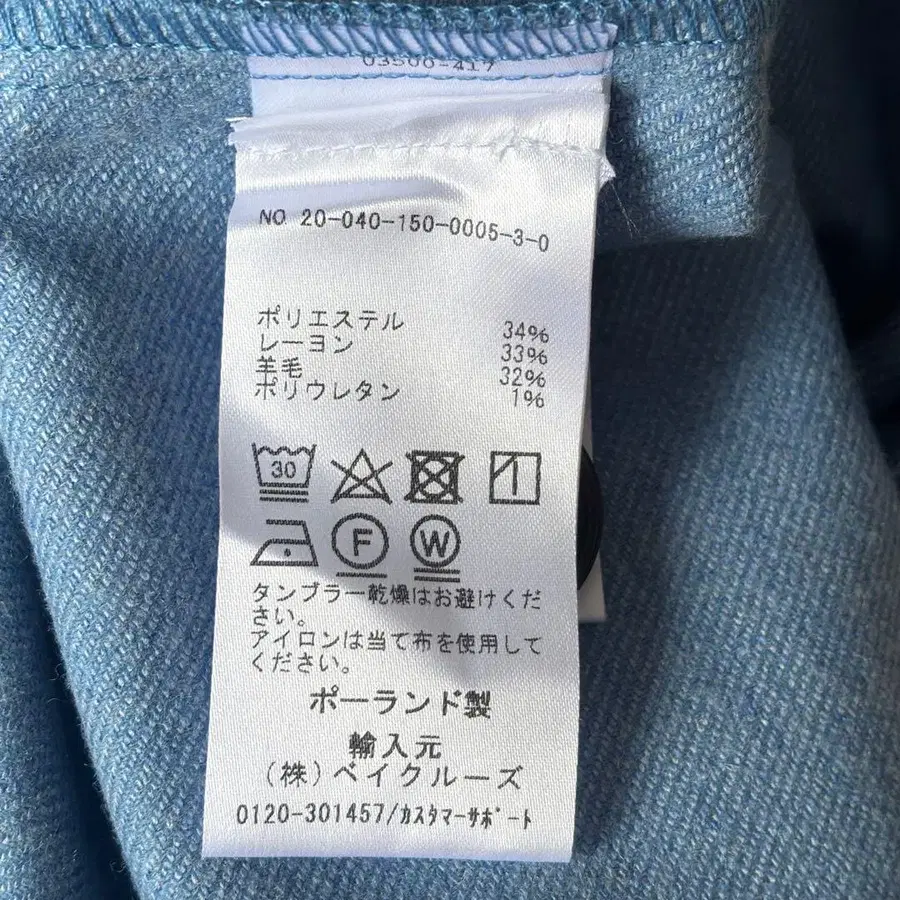 03500-417
NO 20-040-150-0005-3-0
ポリエステル 34%
レーヨン 33%
羊毛 32%
ポリウレタン 1%
30
F W
タンブラー乾燥はお避けくだ
さい。
アイロンは当て布を使用して
ください。
ポーランド製
輸入元
(株)ベイクルーズ
0120-301457/ｶｽﾀﾏｰｻﾎﾟｰﾄ